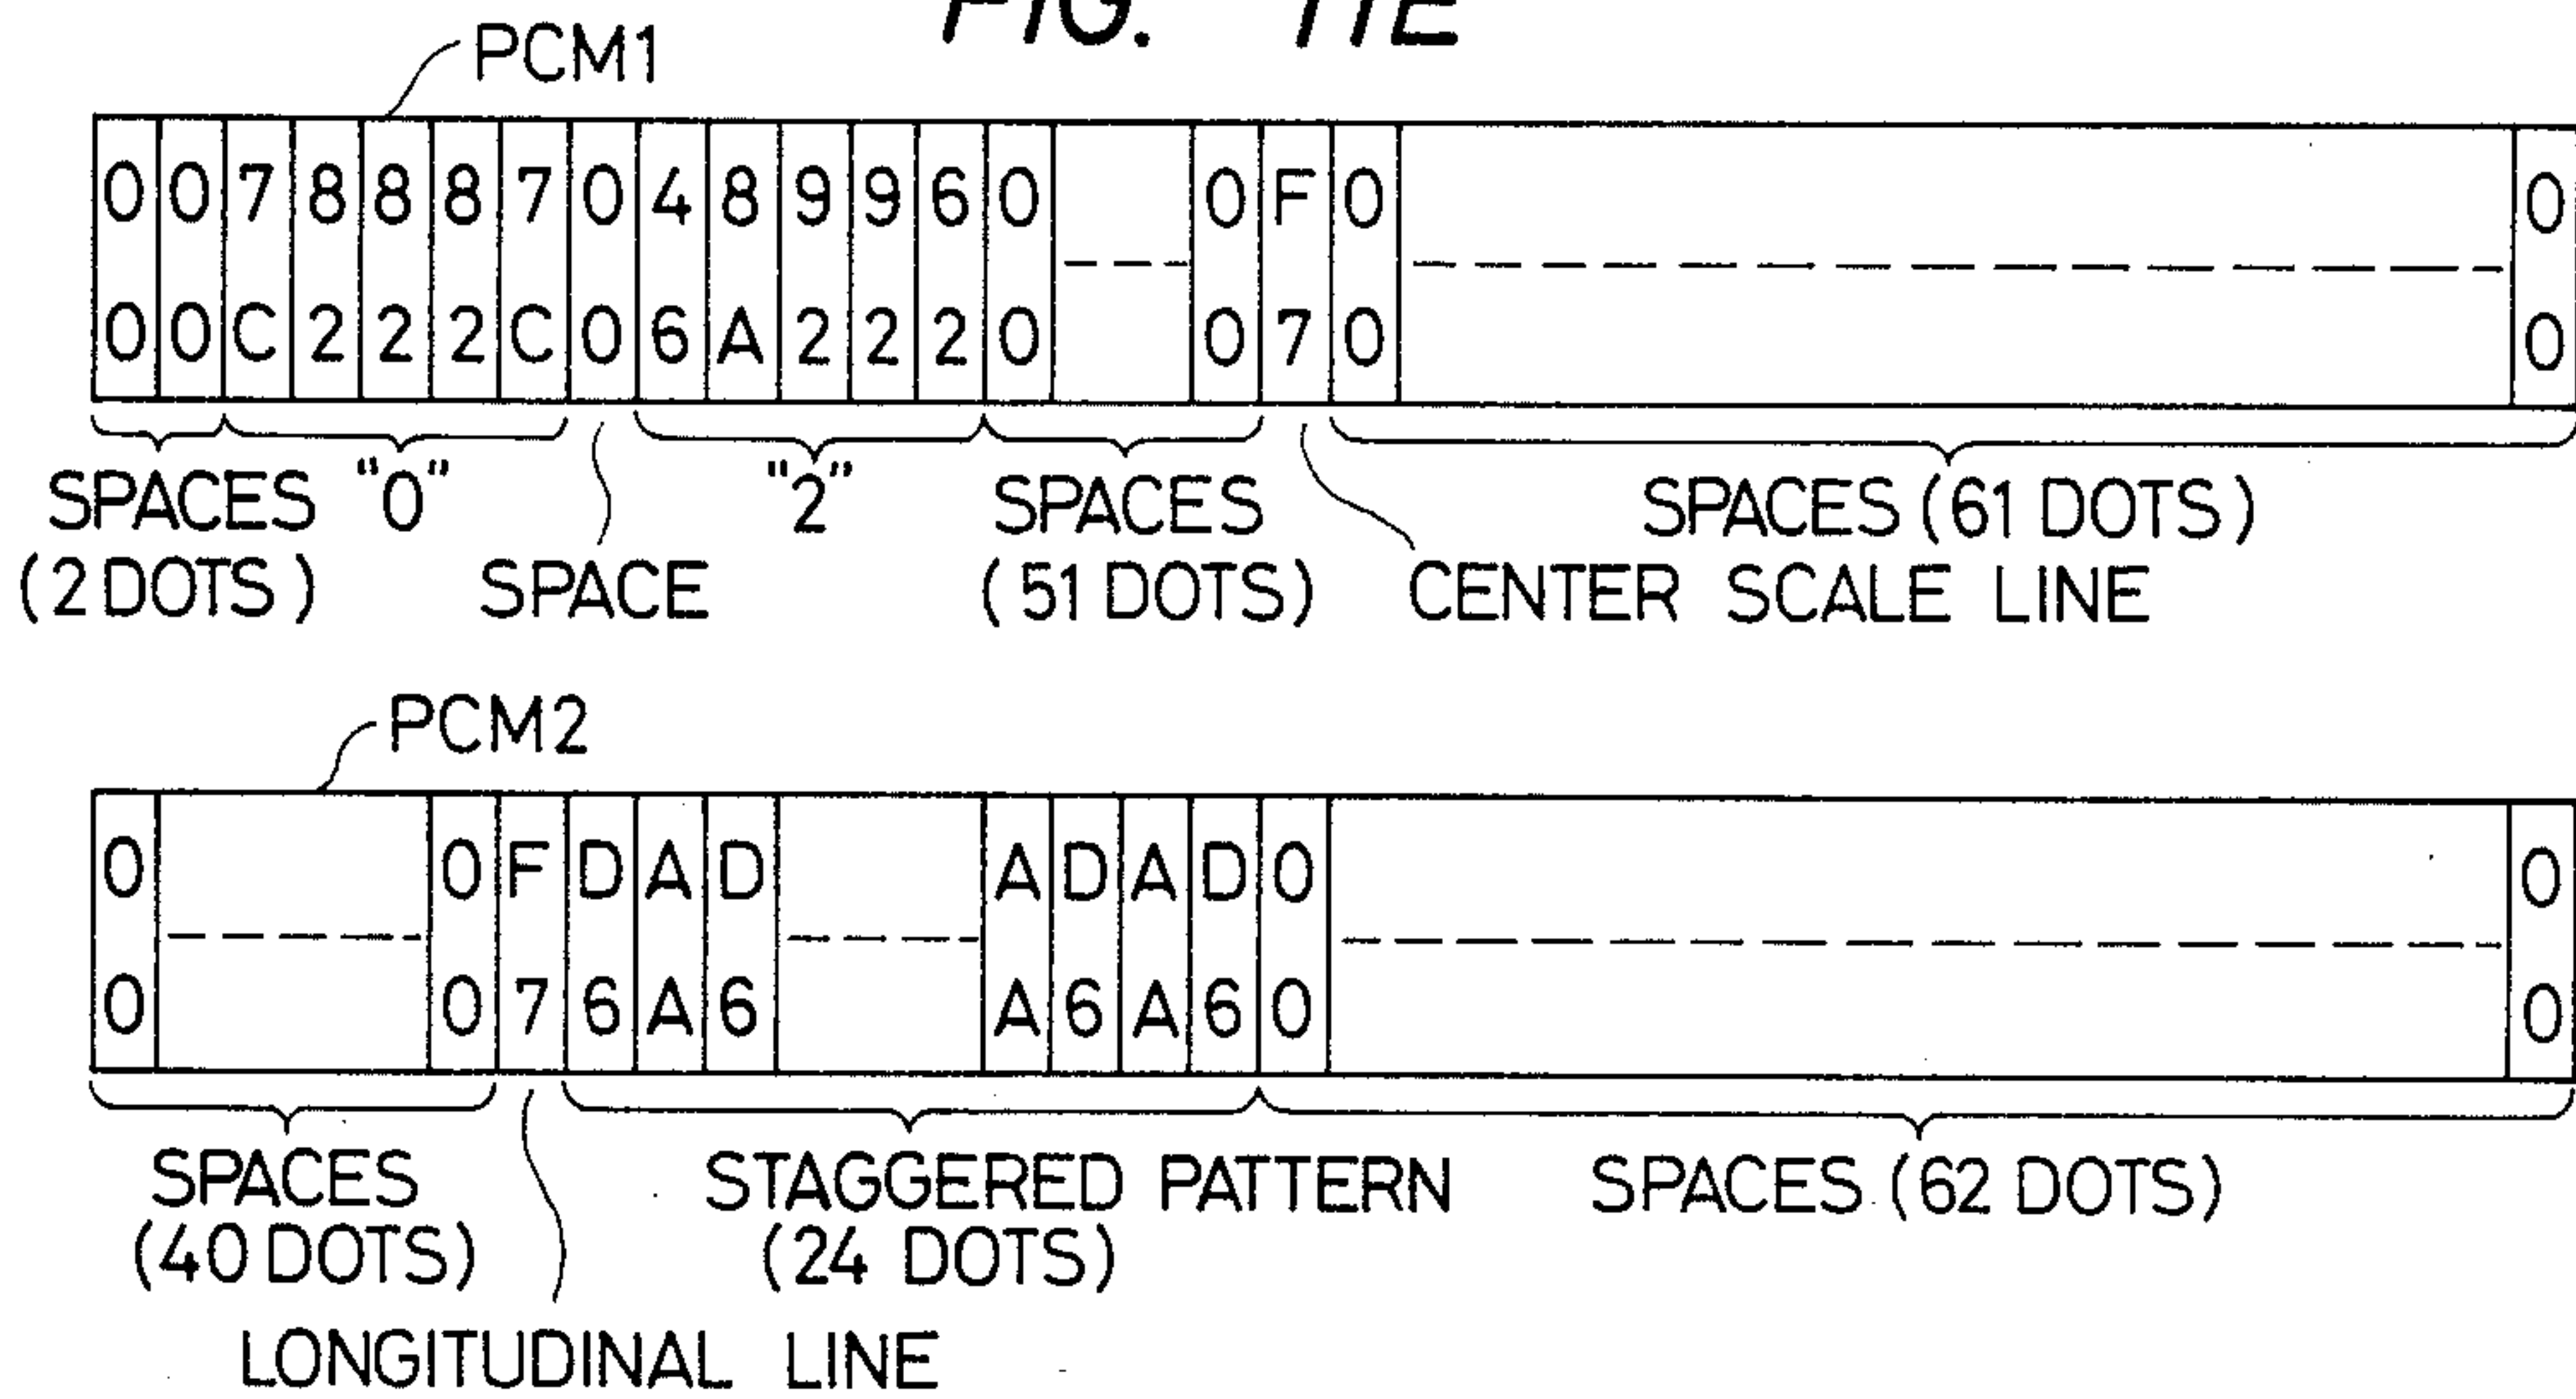 FIG. 11E
PCM1
0 0 7 8 8 8 7 0 4 8 9 9 6 0 0 F 0 0
0 0 C 2 2 2 C 0 6 A 2 2 2 0 0 7 0 0
SPACES "0" "2" SPACES SPACES (61 DOTS)
(2 DOTS) SPACE (51 DOTS) CENTER SCALE LINE
PCM2
0 0 F D A D A D A D 0 0
0 0 7 6 A 6 A 6 A 6 0 0
SPACES STAGGERED PATTERN SPACES (62 DOTS)
(40 DOTS) (24 DOTS)
LONGITUDINAL LINE